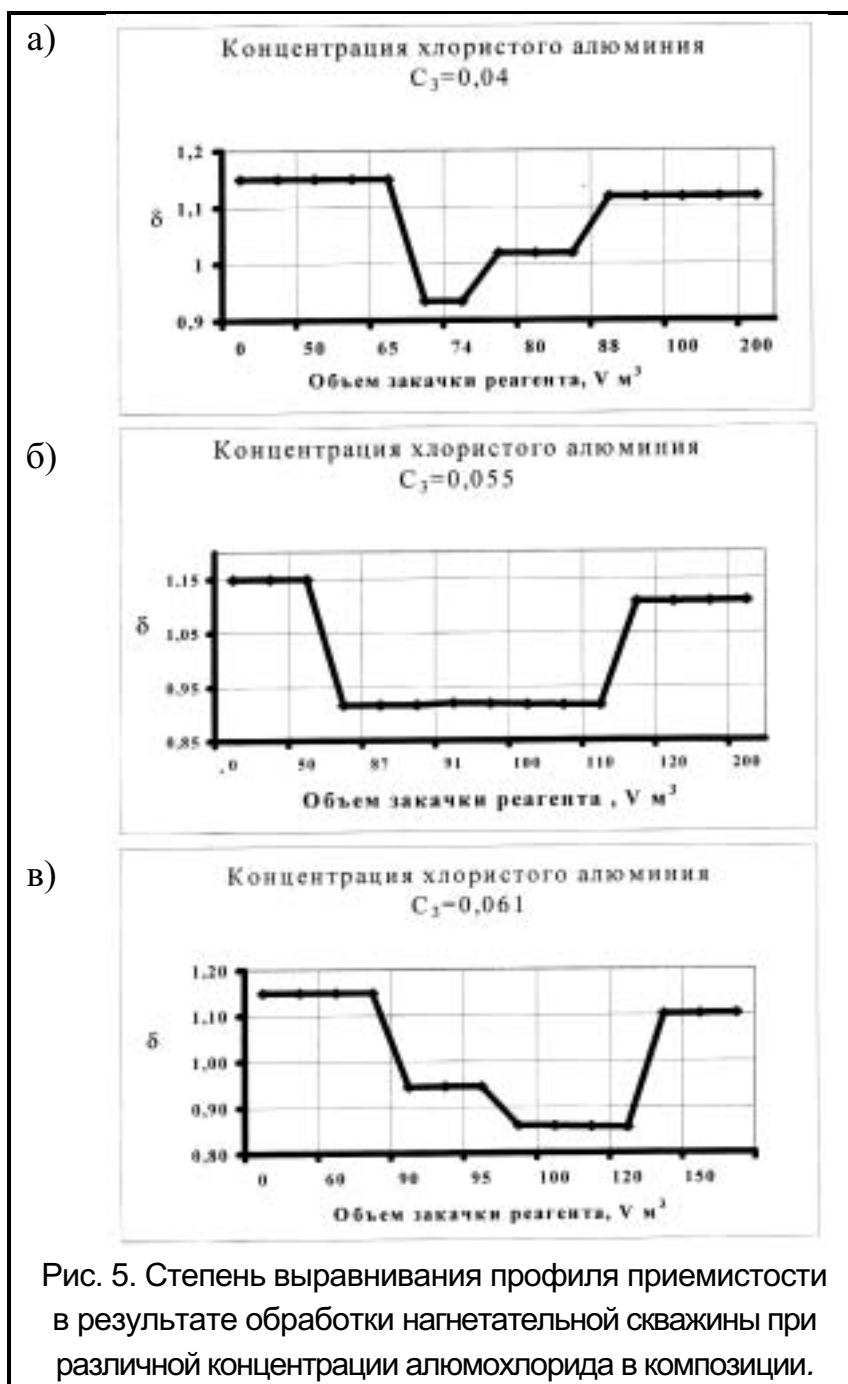 а)
Концентрация хлористого алюминия
C₃=0,04
1,2
1,1
1
0,9
δ
0 50 65 74 80 88 100 200
Объем закачки реагента, V м³
б)
Концентрация хлористого алюминия
C₃=0,055
1,15
1,05
0,95
0,85
δ
.0 50 87 91 100 110 120 200
Объем закачки реагента , V м³
в)
Концентрация хлористого алюминия
C₃=0,061
1,20
1,10
1,00
0,90
0,80
δ
0 60 90 95 100 120 150
Объем закачки реагента, V м³
Рис. 5. Степень выравнивания профиля приемистости
в результате обработки нагнетательной скважины при
различной концентрации алюмохлорида в композиции.